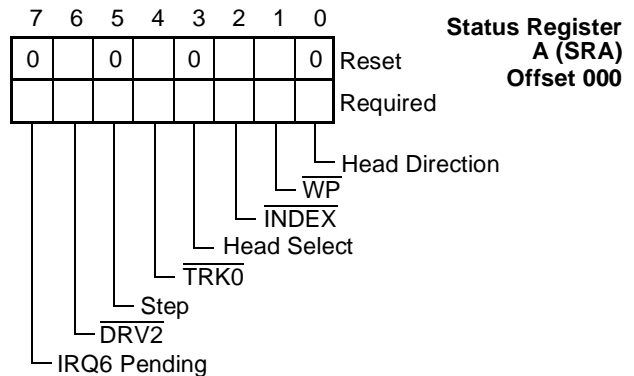 7 6 5 4 3 2 1 0
Status Register
A (SRA)
Offset 000
0 0 0 0 Reset
Required
Head Direction
WP
INDEX
Head Select
TRK0
Step
DRV2
IRQ6 Pending